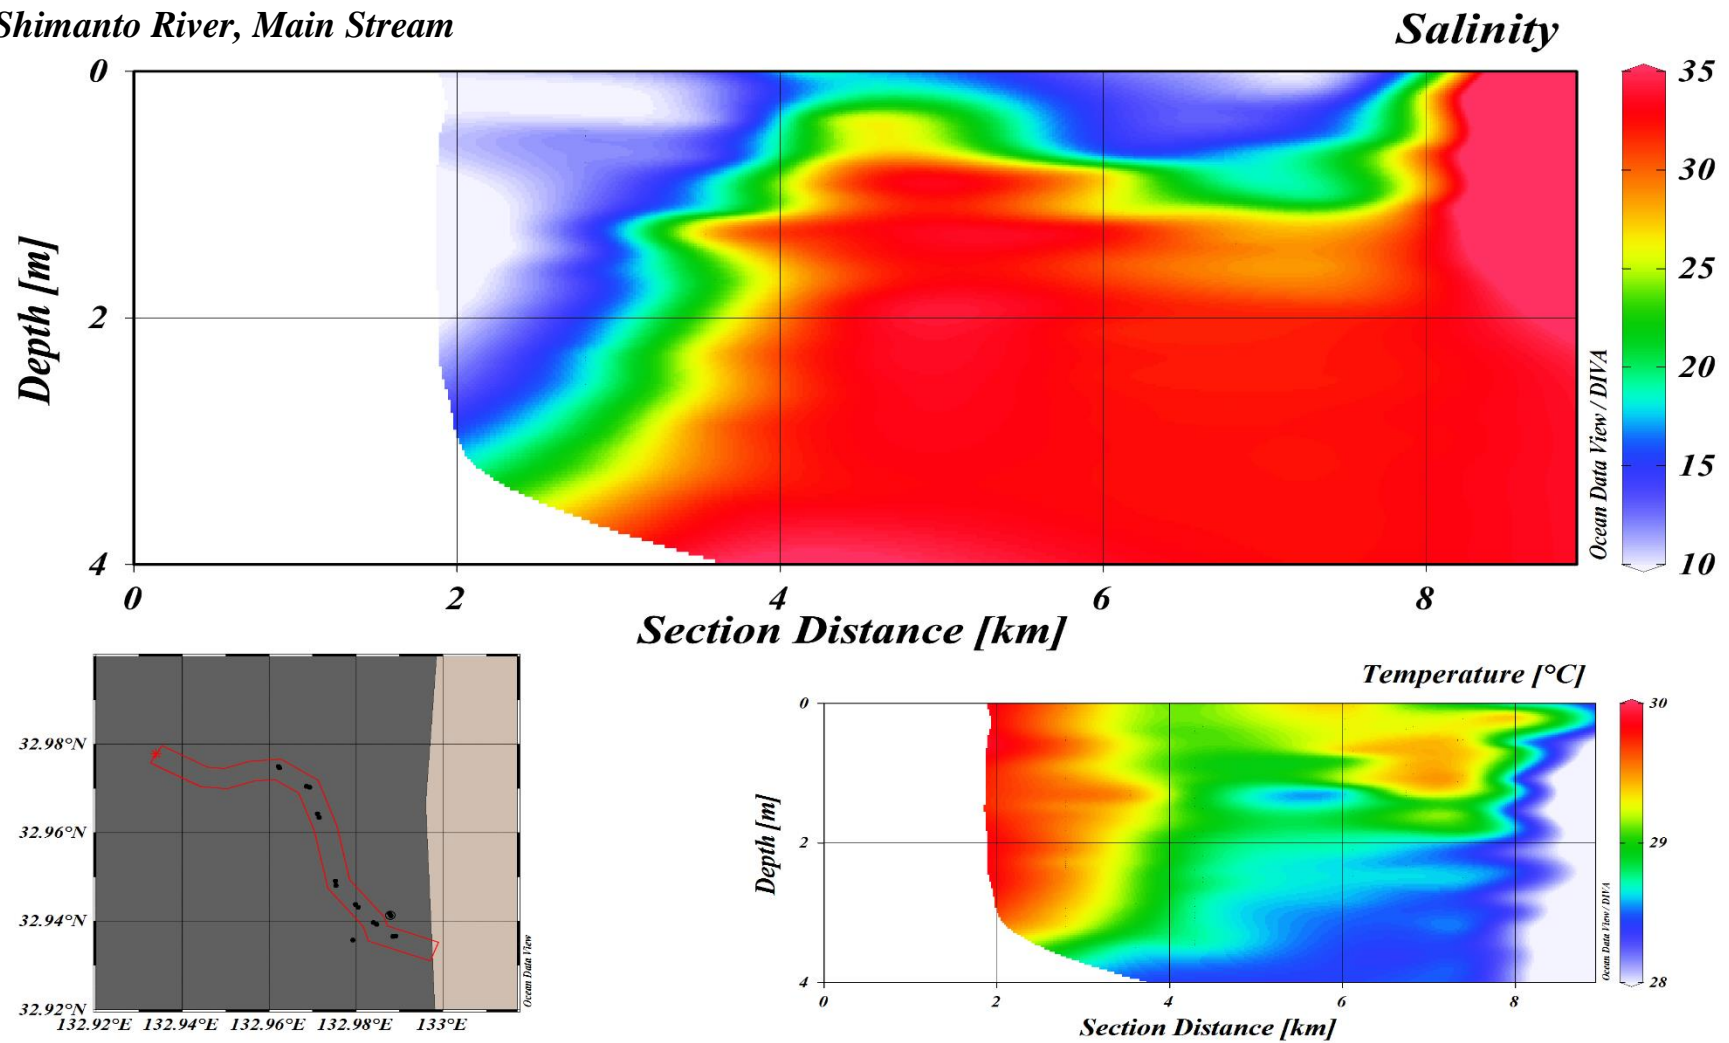 Shimanto River, Main Stream
Salinity
0
2
4
Depth [m]
0
2
4
6
8
Section Distance [km]
35
30
25
20
15
10
Ocean Data View / DIVA
32.98°N
32.96°N
32.94°N
32.92°N
132.92°E
132.94°E
132.96°E
132.98°E
133°E
Ocean Data View
Temperature [°C]
0
2
4
Depth [m]
0
2
4
6
8
Section Distance [km]
30
29
28
Ocean Data View / DIVA